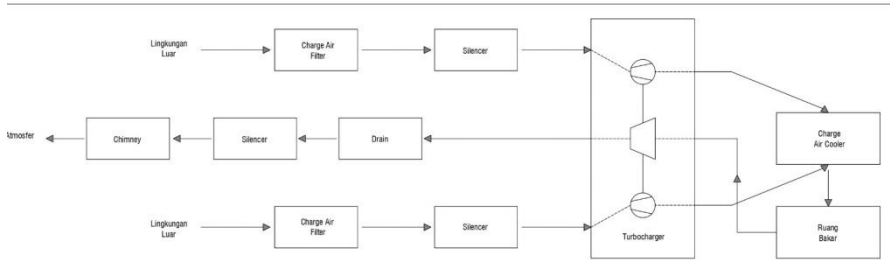 Lingkungan
Luar
Charge Air
Filter
Silencer
Atmosfer
Chimney
Silencer
Drain
Charge
Air Cooler
Lingkungan
Luar
Charge Air
Filter
Silencer
Turbocharger
Ruang
Bakar